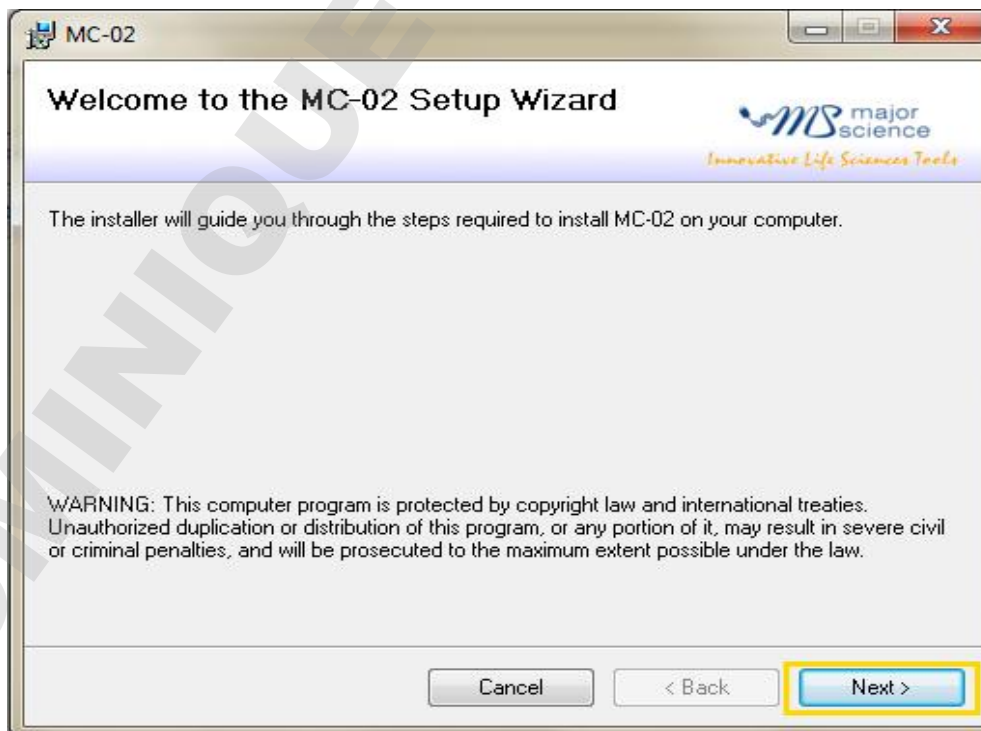 MC-02
Welcome to the MC-02 Setup Wizard
MS major
science
Innovative Life Sciences Tools
The installer will guide you through the steps required to install MC-02 on your computer.
WARNING: This computer program is protected by copyright law and international treaties.
Unauthorized duplication or distribution of this program, or any portion of it, may result in severe civil
or criminal penalties, and will be prosecuted to the maximum extent possible under the law.
Cancel
< Back
Next >
MINIQUE